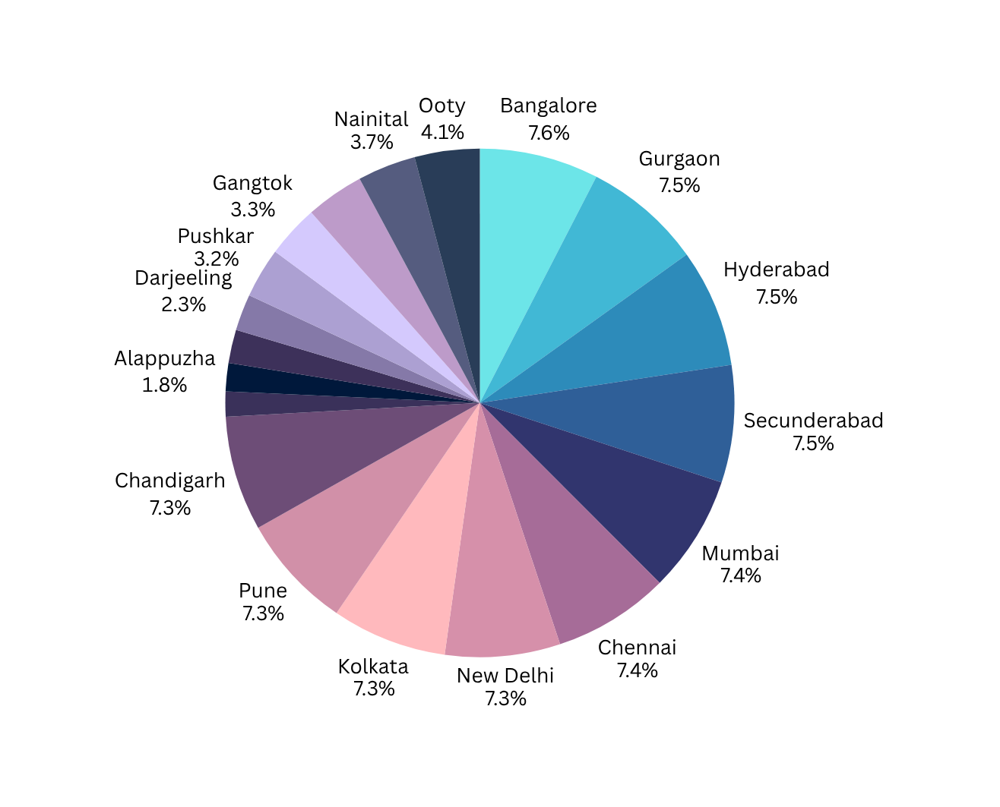 Ooty
4.1%
Bangalore
7.6%
Nainital
3.7%
Gurgaon
7.5%
Gangtok
3.3%
Pushkar
3.2%
Hyderabad
7.5%
Darjeeling
2.3%
Alappuzha
1.8%
Secunderabad
7.5%
Chandigarh
7.3%
Mumbai
7.4%
Pune
7.3%
Chennai
7.4%
Kolkata
7.3%
New Delhi
7.3%